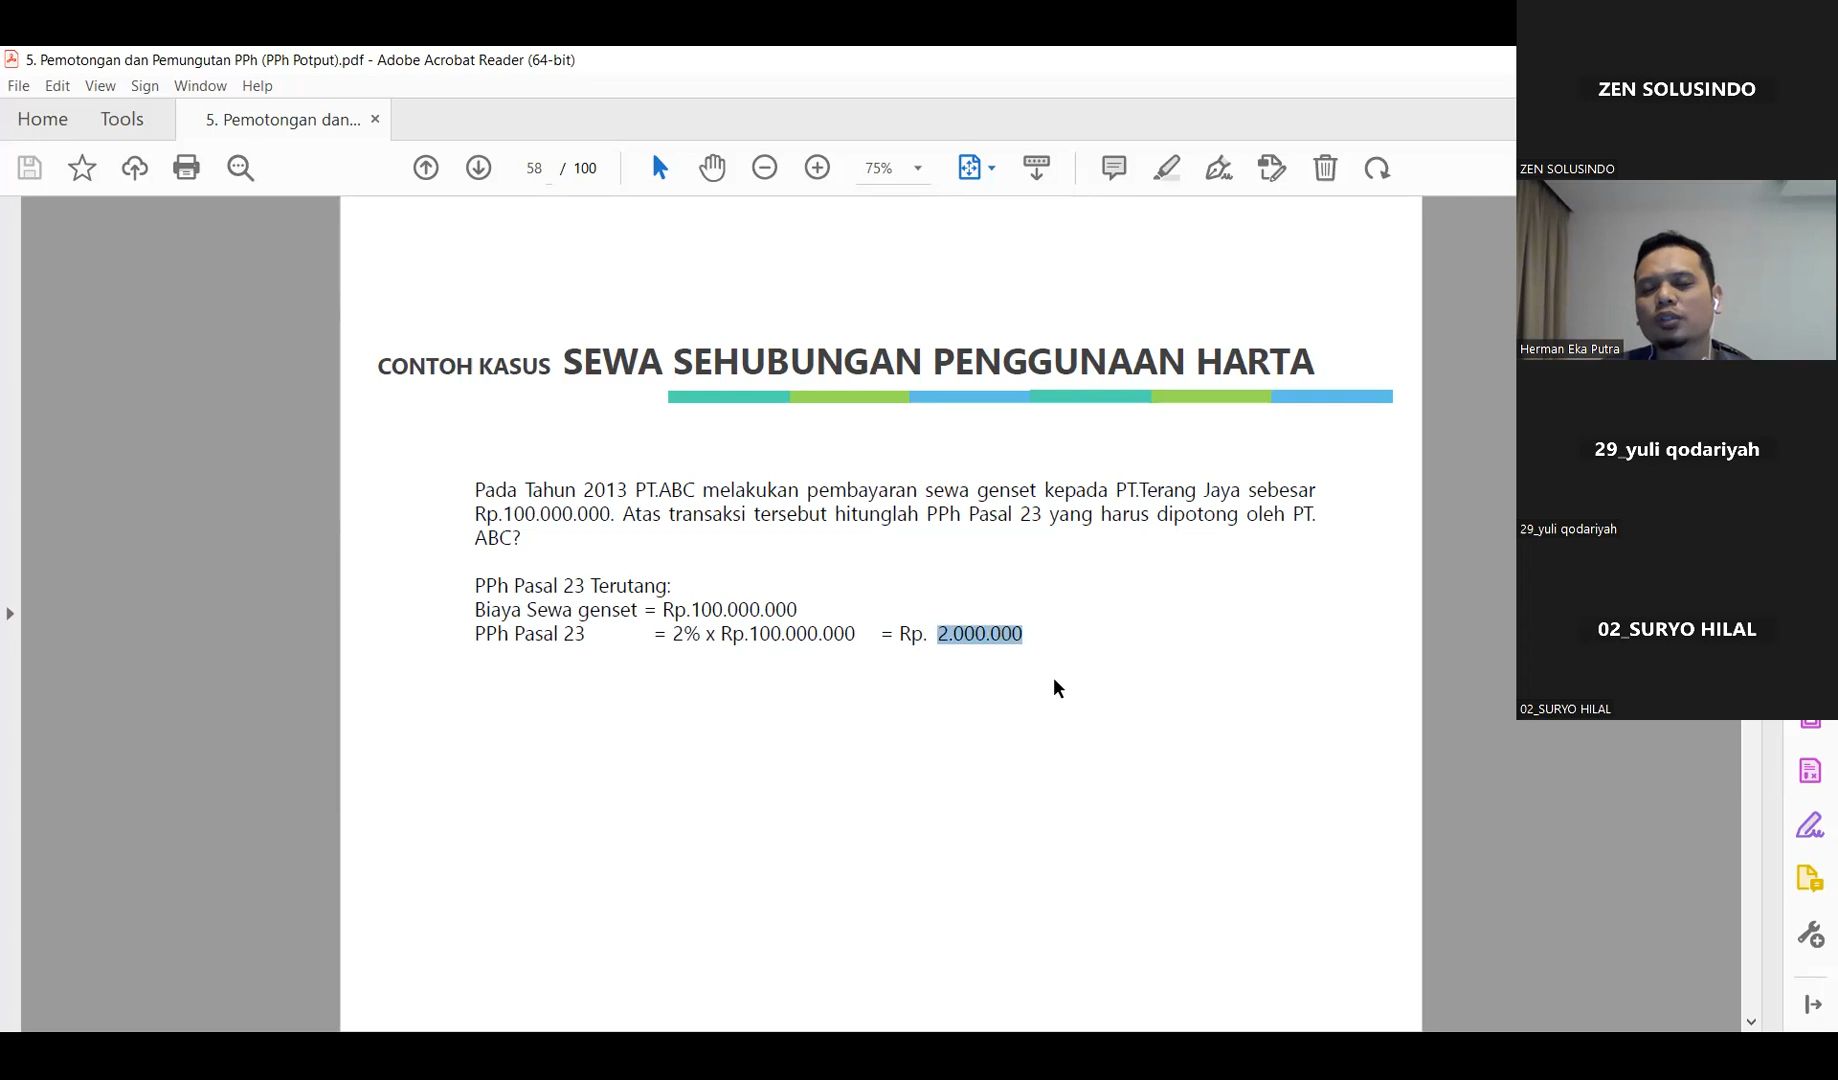 5. Pemotongan dan Pemungutan PPh (PPh Potput).pdf - Adobe Acrobat Reader (64-bit)
File Edit View Sign Window Help
Home Tools 5. Pemotongan dan... ×
58 / 100 75%
CONTOH KASUS SEWA SEHUBUNGAN PENGGUNAAN HARTA
Pada Tahun 2013 PT.ABC melakukan pembayaran sewa genset kepada PT.Terang Jaya sebesar
Rp.100.000.000. Atas transaksi tersebut hitunglah PPh Pasal 23 yang harus dipotong oleh PT.
ABC?
PPh Pasal 23 Terutang:
Biaya Sewa genset = Rp.100.000.000
PPh Pasal 23 = 2% x Rp.100.000.000 = Rp. 2.000.000
ZEN SOLUSINDO
ZEN SOLUSINDO
Herman Eka Putra
29_yuli qodariyah
29_yuli qodariyah
02_SURYO HILAL
02_SURYO HILAL